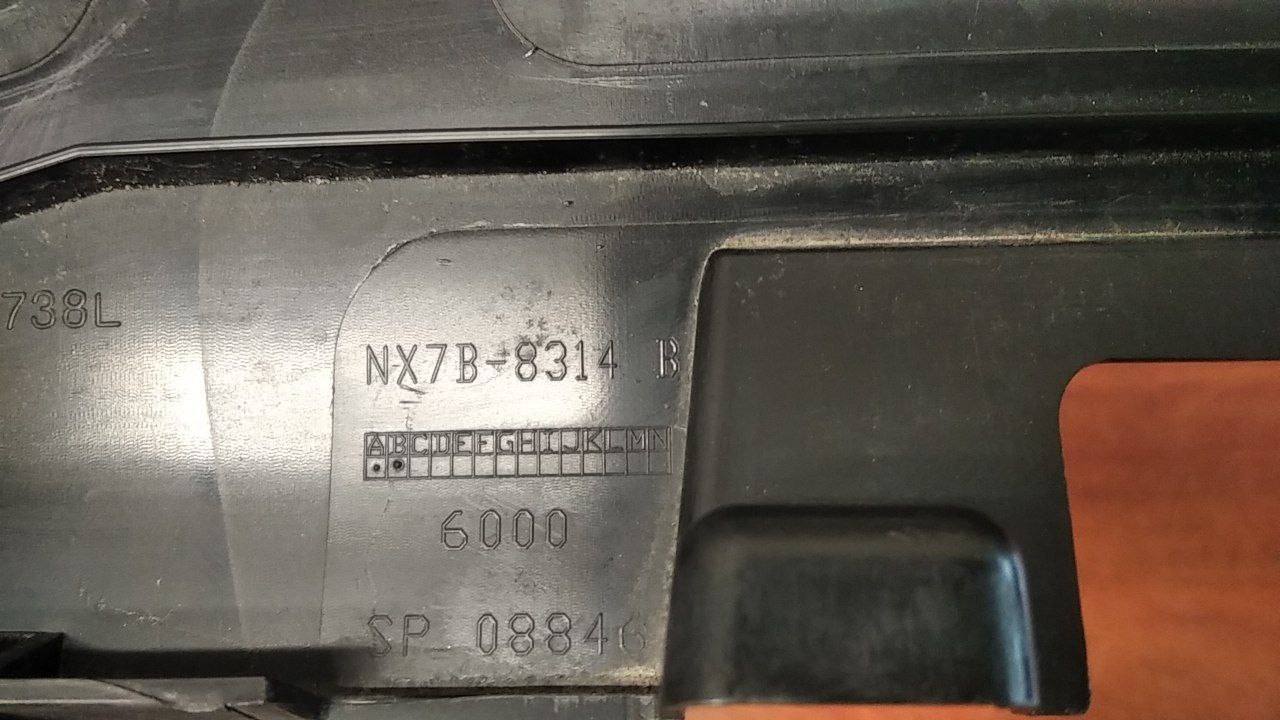 738L
NX7B-8314 B
ABCDEFGHIJKLMN
6000
SP 08846